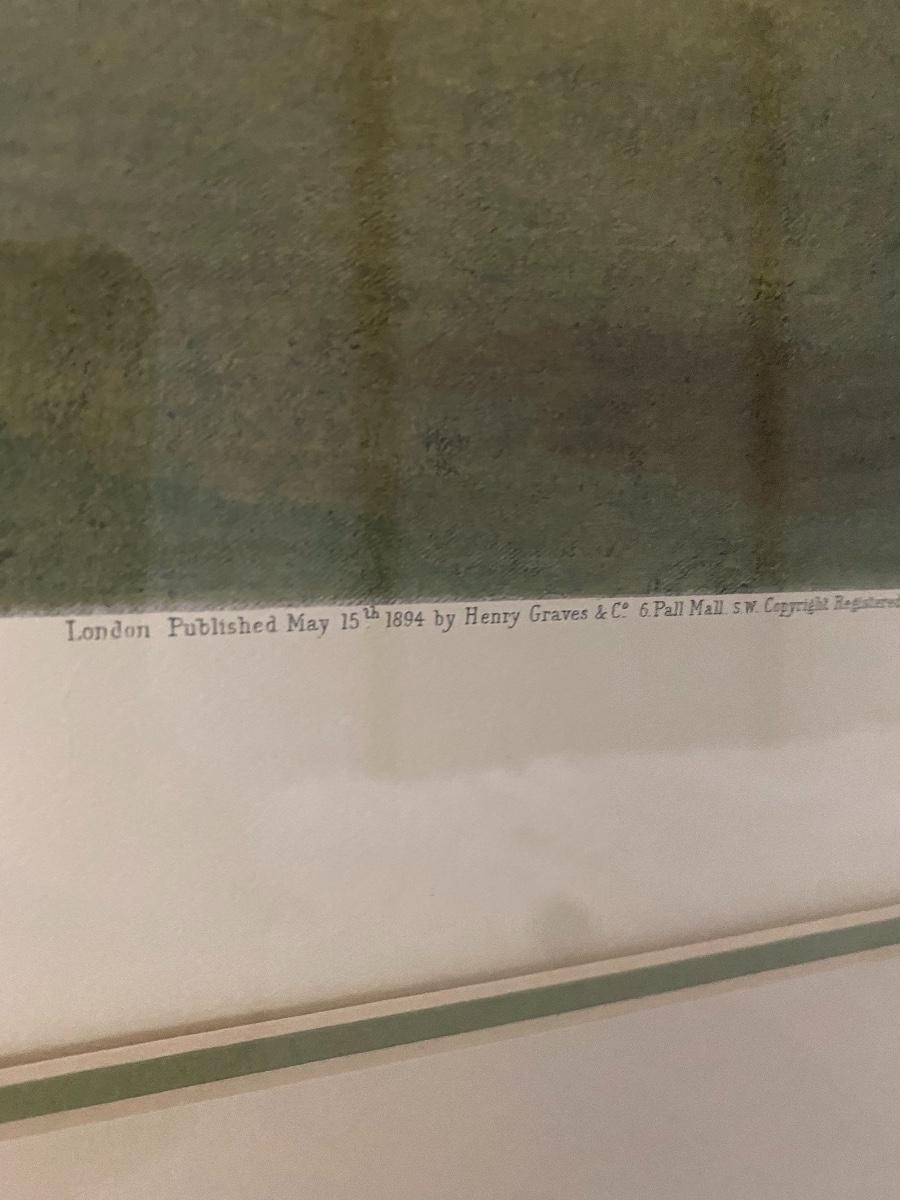 London Published May 15th 1894 by Henry Graves & Co 6. Pall Mall. S.W. Copyright Registered